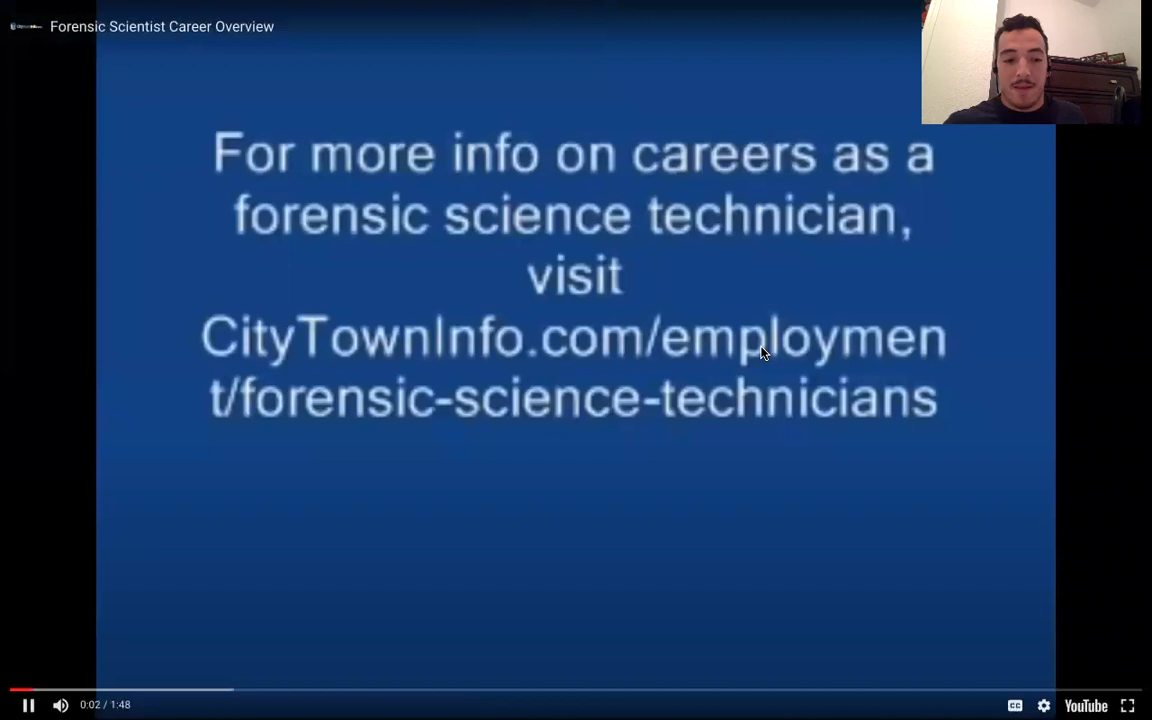 Forensic Scientist Career Overview
For more info on careers as a
forensic science technician,
visit
CityTownInfo.com/employmen
t/forensic-science-technicians
0:02 / 1:48
CC
YouTube